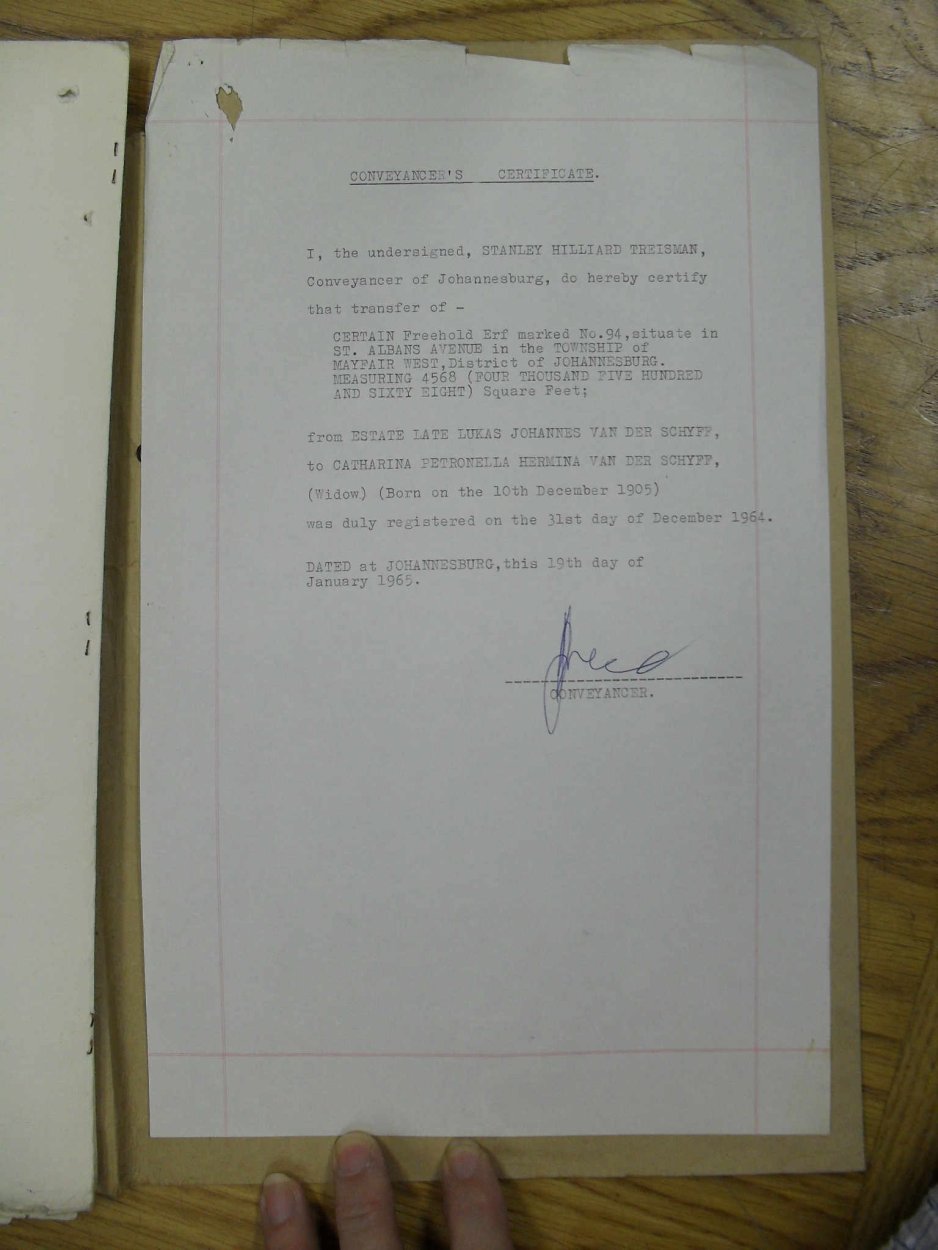 CONVEYANCER'S CERTIFICATE.
I, the undersigned, STANLEY HILLIARD TREISMAN,
Conveyancer of Johannesburg, do hereby certify
that transfer of -
CERTAIN Freehold Erf marked No.94,situate in
ST. ALBANS AVENUE in the TOWNSHIP of
MAYFAIR WEST,District of JOHANNESBURG.
MEASURING 4568 (FOUR THOUSAND FIVE HUNDRED
AND SIXTY EIGHT) Square Feet;
from ESTATE LATE LUKAS JOHANNES VAN DER SCHYFF,
to CATHARINA PETRONELLA HERMINA VAN DER SCHYFF,
(Widow) (Born on the 10th December 1905)
was duly registered on the 31st day of December 1964.
DATED at JOHANNESBURG,this 19th day of
January 1965.
CONVEYANCER.